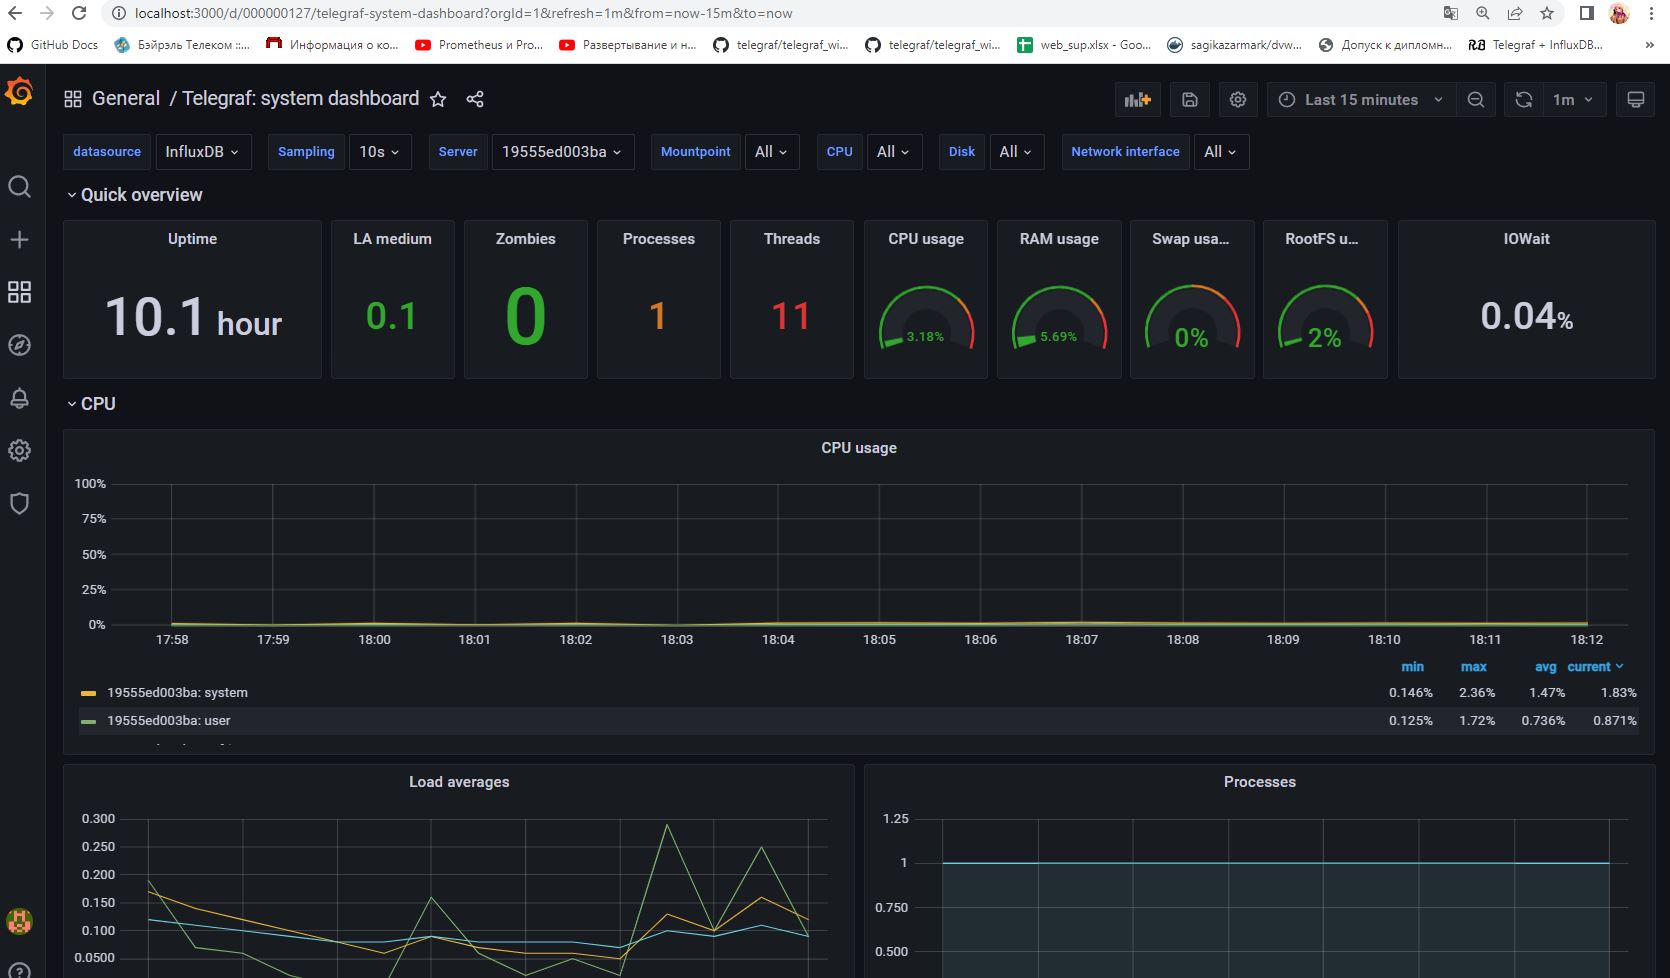 localhost:3000/d/000000127/telegraf-system-dashboard?orgId=1&refresh=1m&from=now-15m&to=now
GitHub Docs Бэйрэль Телеком ::... Информация о ко... Prometheus и Pro... Развертывание и н... telegraf/telegraf_wi... telegraf/telegraf_wi... web_sup.xlsx - Goo... sagikazarmark/dvw... Допуск к дипломн... Telegraf + InfluxDB... »
General / Telegraf: system dashboard Last 15 minutes 1m
datasource InfluxDB Sampling 10s Server 19555ed003ba Mountpoint All CPU All Disk All Network interface All
Quick overview
Uptime LA medium Zombies Processes Threads CPU usage RAM usage Swap usa... RootFS u... IOWait
10.1 hour 0.1 0 1 11 3.18% 5.69% 0% 2% 0.04%
CPU
CPU usage
100%
75%
50%
25%
0%
17:58 17:59 18:00 18:01 18:02 18:03 18:04 18:05 18:06 18:07 18:08 18:09 18:10 18:11 18:12
min max avg current
19555ed003ba: system 0.146% 2.36% 1.47% 1.83%
19555ed003ba: user 0.125% 1.72% 0.736% 0.871%
Load averages
0.300
0.250
0.200
0.150
0.100
0.0500
Processes
1.25
1
0.750
0.500